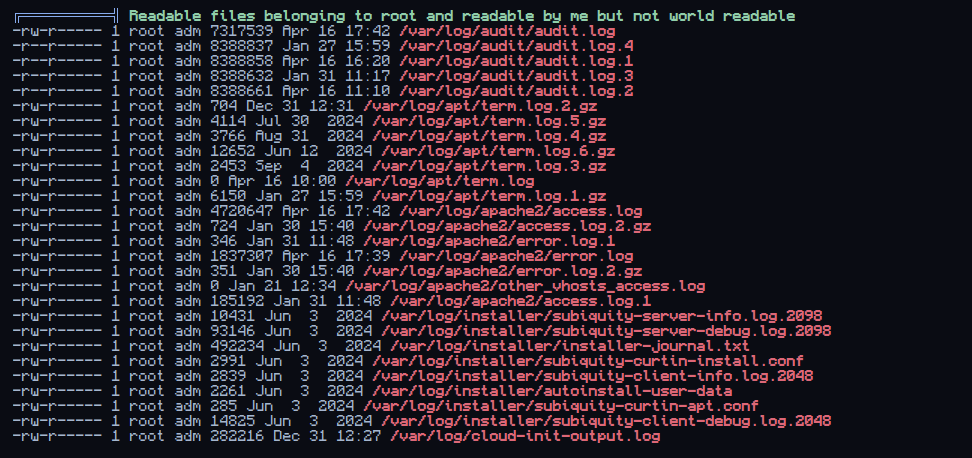 ╔══════════╣ Readable files belonging to root and readable by me but not world readable
-rw-r----- 1 root adm 7317539 Apr 16 17:42 /var/log/audit/audit.log
-r--r----- 1 root adm 8388837 Jan 27 15:59 /var/log/audit/audit.log.4
-r--r----- 1 root adm 8388858 Apr 16 16:20 /var/log/audit/audit.log.1
-r--r----- 1 root adm 8388632 Jan 31 11:17 /var/log/audit/audit.log.3
-r--r----- 1 root adm 8388661 Apr 16 11:10 /var/log/audit/audit.log.2
-rw-r----- 1 root adm 704 Dec 31 12:31 /var/log/apt/term.log.2.gz
-rw-r----- 1 root adm 4114 Jul 30  2024 /var/log/apt/term.log.5.gz
-rw-r----- 1 root adm 3766 Aug 31  2024 /var/log/apt/term.log.4.gz
-rw-r----- 1 root adm 12652 Jun 12  2024 /var/log/apt/term.log.6.gz
-rw-r----- 1 root adm 2453 Sep  4  2024 /var/log/apt/term.log.3.gz
-rw-r----- 1 root adm 0 Apr 16 10:00 /var/log/apt/term.log
-rw-r----- 1 root adm 6150 Jan 27 15:59 /var/log/apt/term.log.1.gz
-rw-r----- 1 root adm 4720647 Apr 16 17:42 /var/log/apache2/access.log
-rw-r----- 1 root adm 724 Jan 30 15:40 /var/log/apache2/access.log.2.gz
-rw-r----- 1 root adm 346 Jan 31 11:48 /var/log/apache2/error.log.1
-rw-r----- 1 root adm 1837307 Apr 16 17:39 /var/log/apache2/error.log
-rw-r----- 1 root adm 351 Jan 30 15:40 /var/log/apache2/error.log.2.gz
-rw-r----- 1 root adm 0 Jan 21 12:34 /var/log/apache2/other_vhosts_access.log
-rw-r----- 1 root adm 185192 Jan 31 11:48 /var/log/apache2/access.log.1
-rw-r----- 1 root adm 10431 Jun  3  2024 /var/log/installer/subiquity-server-info.log.2098
-rw-r----- 1 root adm 93146 Jun  3  2024 /var/log/installer/subiquity-server-debug.log.2098
-rw-r----- 1 root adm 492234 Jun  3  2024 /var/log/installer/installer-journal.txt
-rw-r----- 1 root adm 2991 Jun  3  2024 /var/log/installer/subiquity-curtin-install.conf
-rw-r----- 1 root adm 2839 Jun  3  2024 /var/log/installer/subiquity-client-info.log.2048
-rw-r----- 1 root adm 2261 Jun  3  2024 /var/log/installer/autoinstall-user-data
-rw-r----- 1 root adm 285 Jun  3  2024 /var/log/installer/subiquity-curtin-apt.conf
-rw-r----- 1 root adm 14825 Jun  3  2024 /var/log/installer/subiquity-client-debug.log.2048
-rw-r----- 1 root adm 282216 Dec 31 12:27 /var/log/cloud-init-output.log